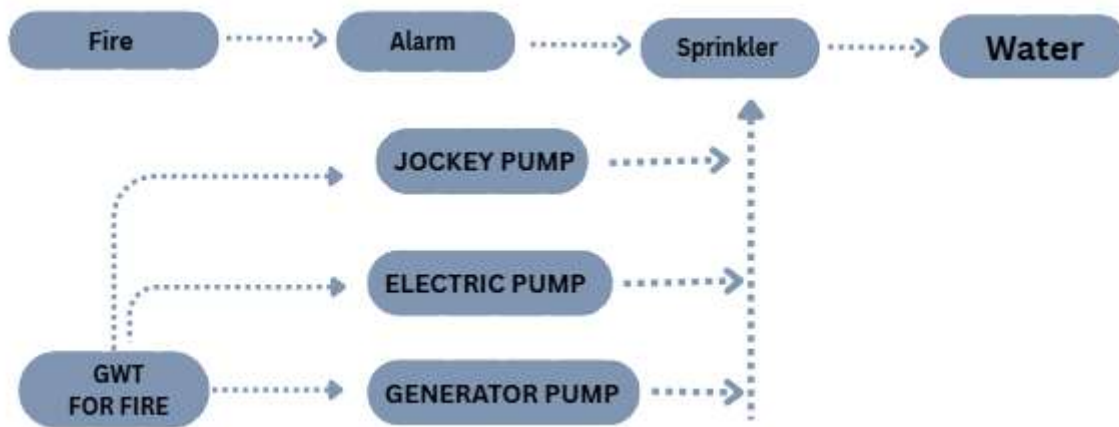 Fire
Alarm
Sprinkler
Water
JOCKEY PUMP
ELECTRIC PUMP
GWT
FOR FIRE
GENERATOR PUMP